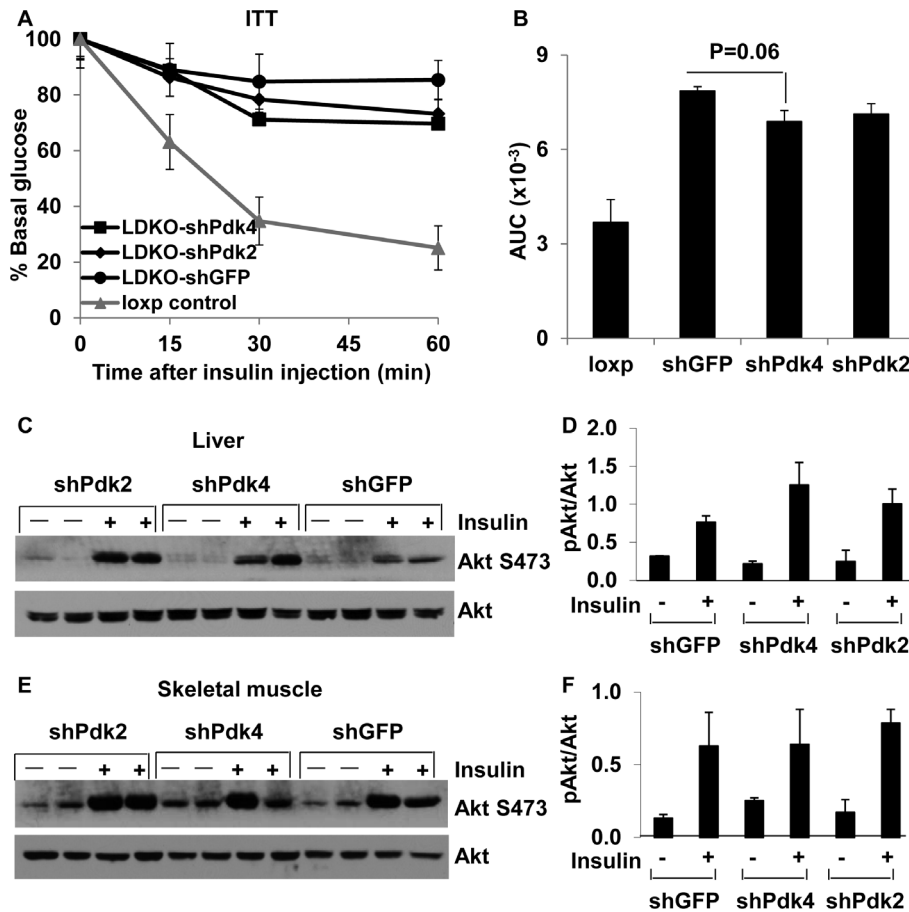 A
ITT
% Basal glucose
100
80
60
40
20
0
LDKO-shPdk4
LDKO-shPdk2
LDKO-shGFP
loxp control
0 15 30 45 60
Time after insulin injection (min)
B
P=0.06
AUC (x10-3)
9
6
3
0
loxp shGFP shPdk4 shPdk2
C
Liver
shPdk2 shPdk4 shGFP
— — + + — — + + — — + + Insulin
Akt S473
Akt
D
pAkt/Akt
2.0
1.5
1.0
0.5
0.0
Insulin - + - + - +
shGFP shPdk4 shPdk2
E
Skeletal muscle
shPdk2 shPdk4 shGFP
— — + + — — + + — — + + Insulin
Akt S473
Akt
F
pAkt/Akt
1.0
0.5
0.0
Insulin - + - + - +
shGFP shPdk4 shPdk2